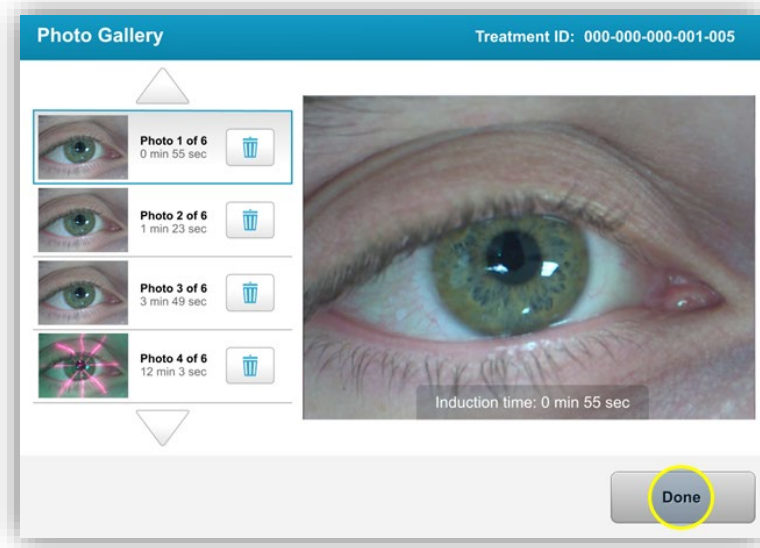 Photo Gallery
Treatment ID: 000-000-000-001-005
Photo 1 of 6
0 min 55 sec
Photo 2 of 6
1 min 23 sec
Photo 3 of 6
3 min 49 sec
Photo 4 of 6
12 min 3 sec
Induction time: 0 min 55 sec
Done